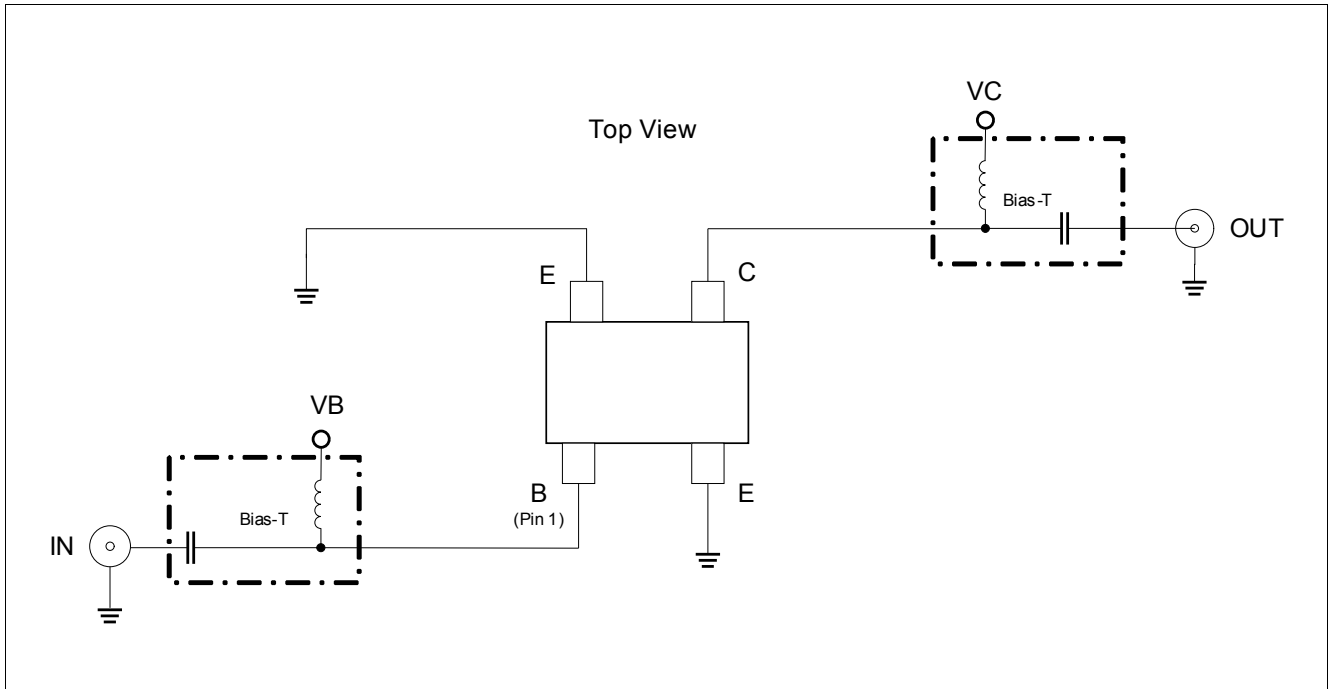 VC
Top View
Bias-T
OUT
E
C
VB
B
(Pin 1)
E
Bias-T
IN